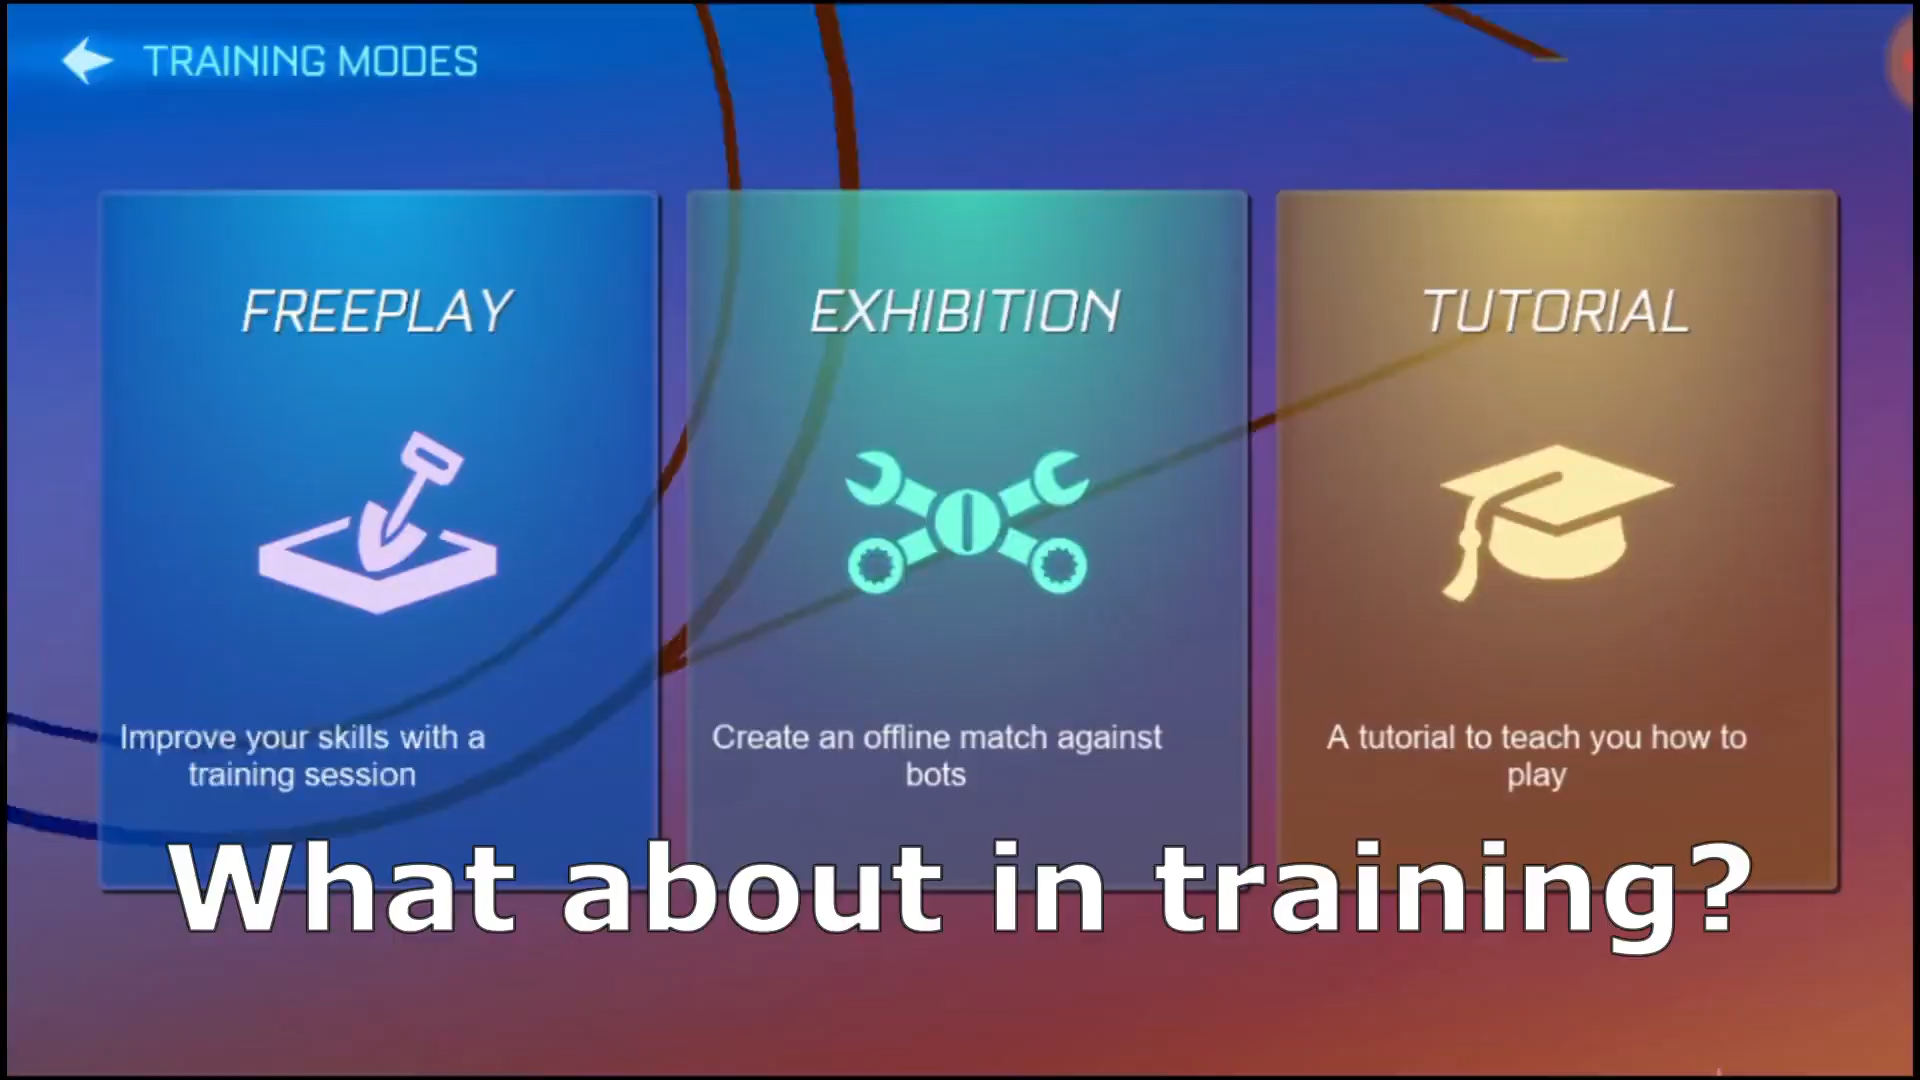 TRAINING MODES
FREEPLAY
Improve your skills with a
training session
EXHIBITION
Create an offline match against
bots
TUTORIAL
A tutorial to teach you how to
play
What about in training?